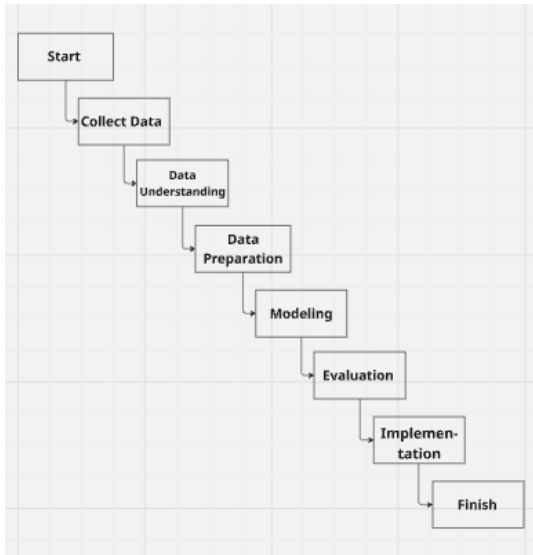 Start
Collect Data
Data
Understanding
Data
Preparation
Modeling
Evaluation
Implemen-
tation
Finish